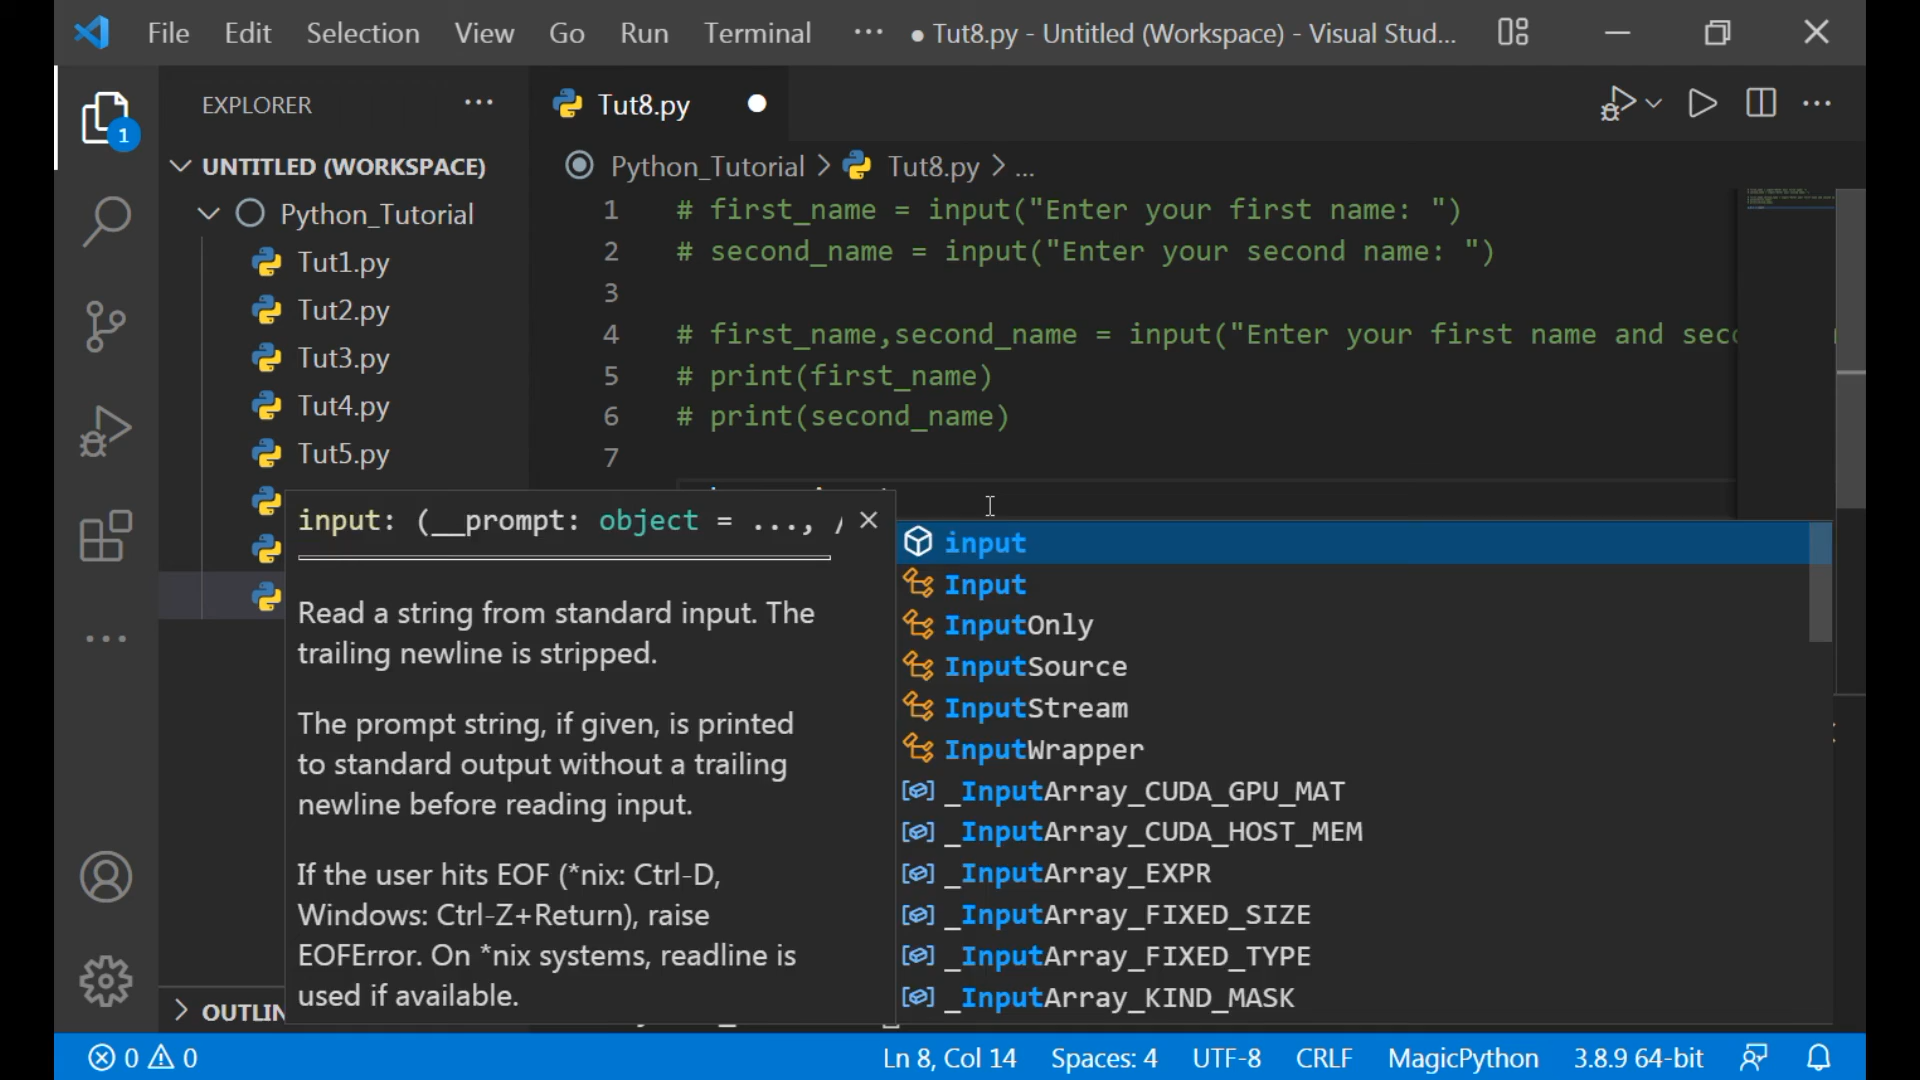 File Edit Selection View Go Run Terminal ··· ● Tut8.py - Untitled (Workspace) - Visual Stud...
EXPLORER ···
1
UNTITLED (WORKSPACE)
Python_Tutorial
Tut1.py
Tut2.py
Tut3.py
Tut4.py
Tut5.py
OUTLIN
Tut8.py
Python_Tutorial > Tut8.py > ...
1 # first_name = input("Enter your first name: ")
2 # second_name = input("Enter your second name: ")
3
4 # first_name,second_name = input("Enter your first name and sec
5 # print(first_name)
6 # print(second_name)
7
input: (__prompt: object = ..., /
Read a string from standard input. The
trailing newline is stripped.
The prompt string, if given, is printed
to standard output without a trailing
newline before reading input.
If the user hits EOF (*nix: Ctrl-D,
Windows: Ctrl-Z+Return), raise
EOFError. On *nix systems, readline is
used if available.
input
Input
InputOnly
InputSource
InputStream
InputWrapper
_InputArray_CUDA_GPU_MAT
_InputArray_CUDA_HOST_MEM
_InputArray_EXPR
_InputArray_FIXED_SIZE
_InputArray_FIXED_TYPE
_InputArray_KIND_MASK
0 0 Ln 8, Col 14 Spaces: 4 UTF-8 CRLF MagicPython 3.8.9 64-bit